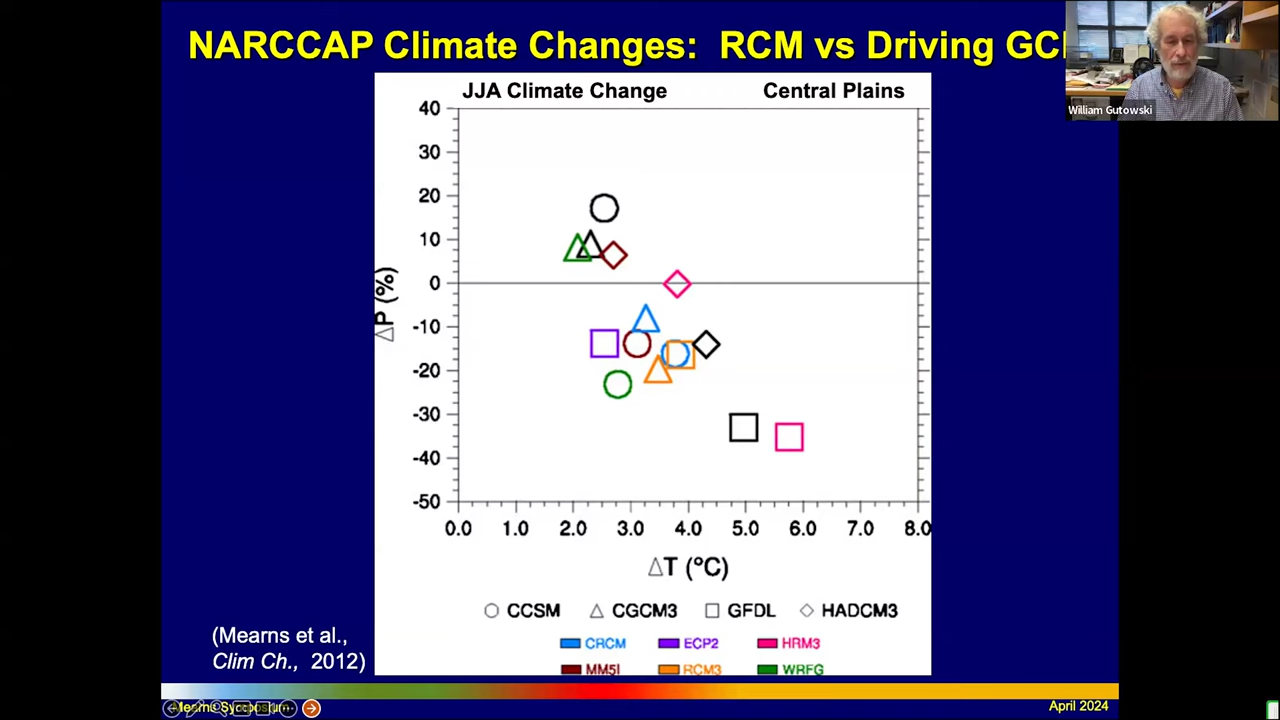 NARCCAP Climate Changes: RCM vs Driving GC
William Gutowski
JJA Climate Change
Central Plains
40
30
20
10
0
-10
-20
-30
-40
-50
△P (%)
0.0 1.0 2.0 3.0 4.0 5.0 6.0 7.0 8.0
△T (°C)
CCSM CGCM3 GFDL HADCM3
CRCM ECP2 HRM3
MM5I RCM3 WRFG
(Mearns et al.,
Clim Ch., 2012)
Mearns Symposium
April 2024